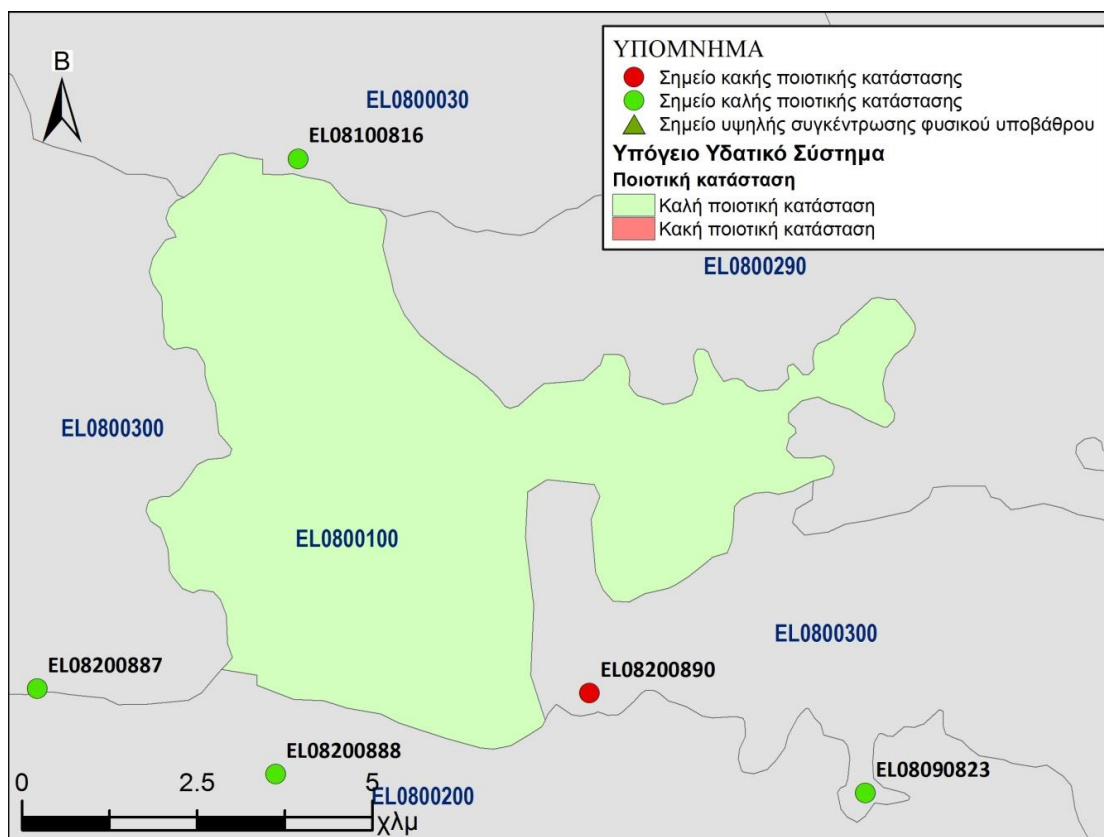 ΥΠΟΜΝΗΜΑ
Σημείο κακής ποιοτικής κατάστασης
Σημείο καλής ποιοτικής κατάστασης
Σημείο υψηλής συγκέντρωσης φυσικού υποβάθρου
Υπόγειο Υδατικό Σύστημα
Ποιοτική κατάσταση
Καλή ποιοτική κατάσταση
Κακή ποιοτική κατάσταση
Β
EL0800030
EL08100816
EL0800290
EL0800300
EL0800100
EL0800300
EL08200887
EL08200890
EL08200888
EL08090823
0 2.5 5
EL0800200
χλμ